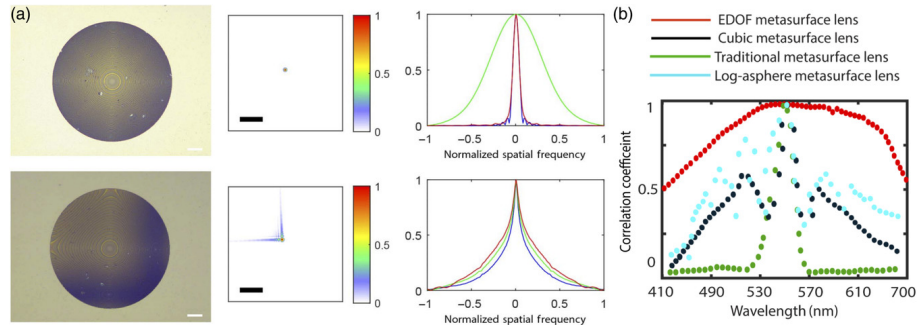 (a)
1
0.5
0
1
0.5
0
−1 −0.5 0 0.5 1
Normalized spatial frequency
1
0.5
0
1
0.5
0
−1 −0.5 0 0.5 1
Normalized spatial frequency
(b)
EDOF metasurface lens
Cubic metasurface lens
Traditional metasurface lens
Log-asphere metasurface lens
Correlation coefficeint
1
0.5
0
410 490 530 570 610 700
Wavelength (nm)